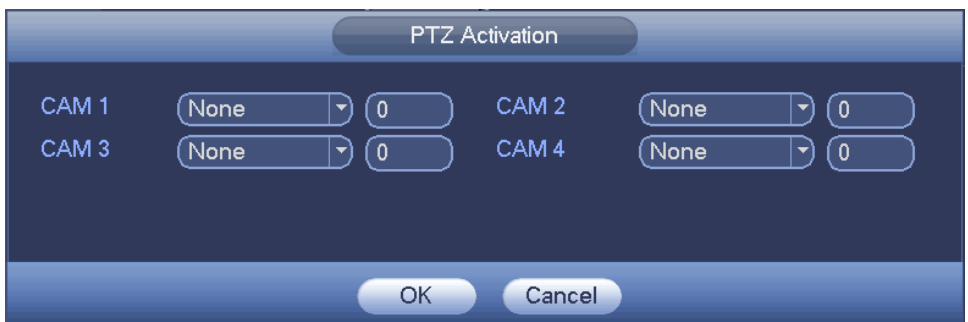 PTZ Activation
CAM 1 None 0 CAM 2 None 0
CAM 3 None 0 CAM 4 None 0
OK Cancel